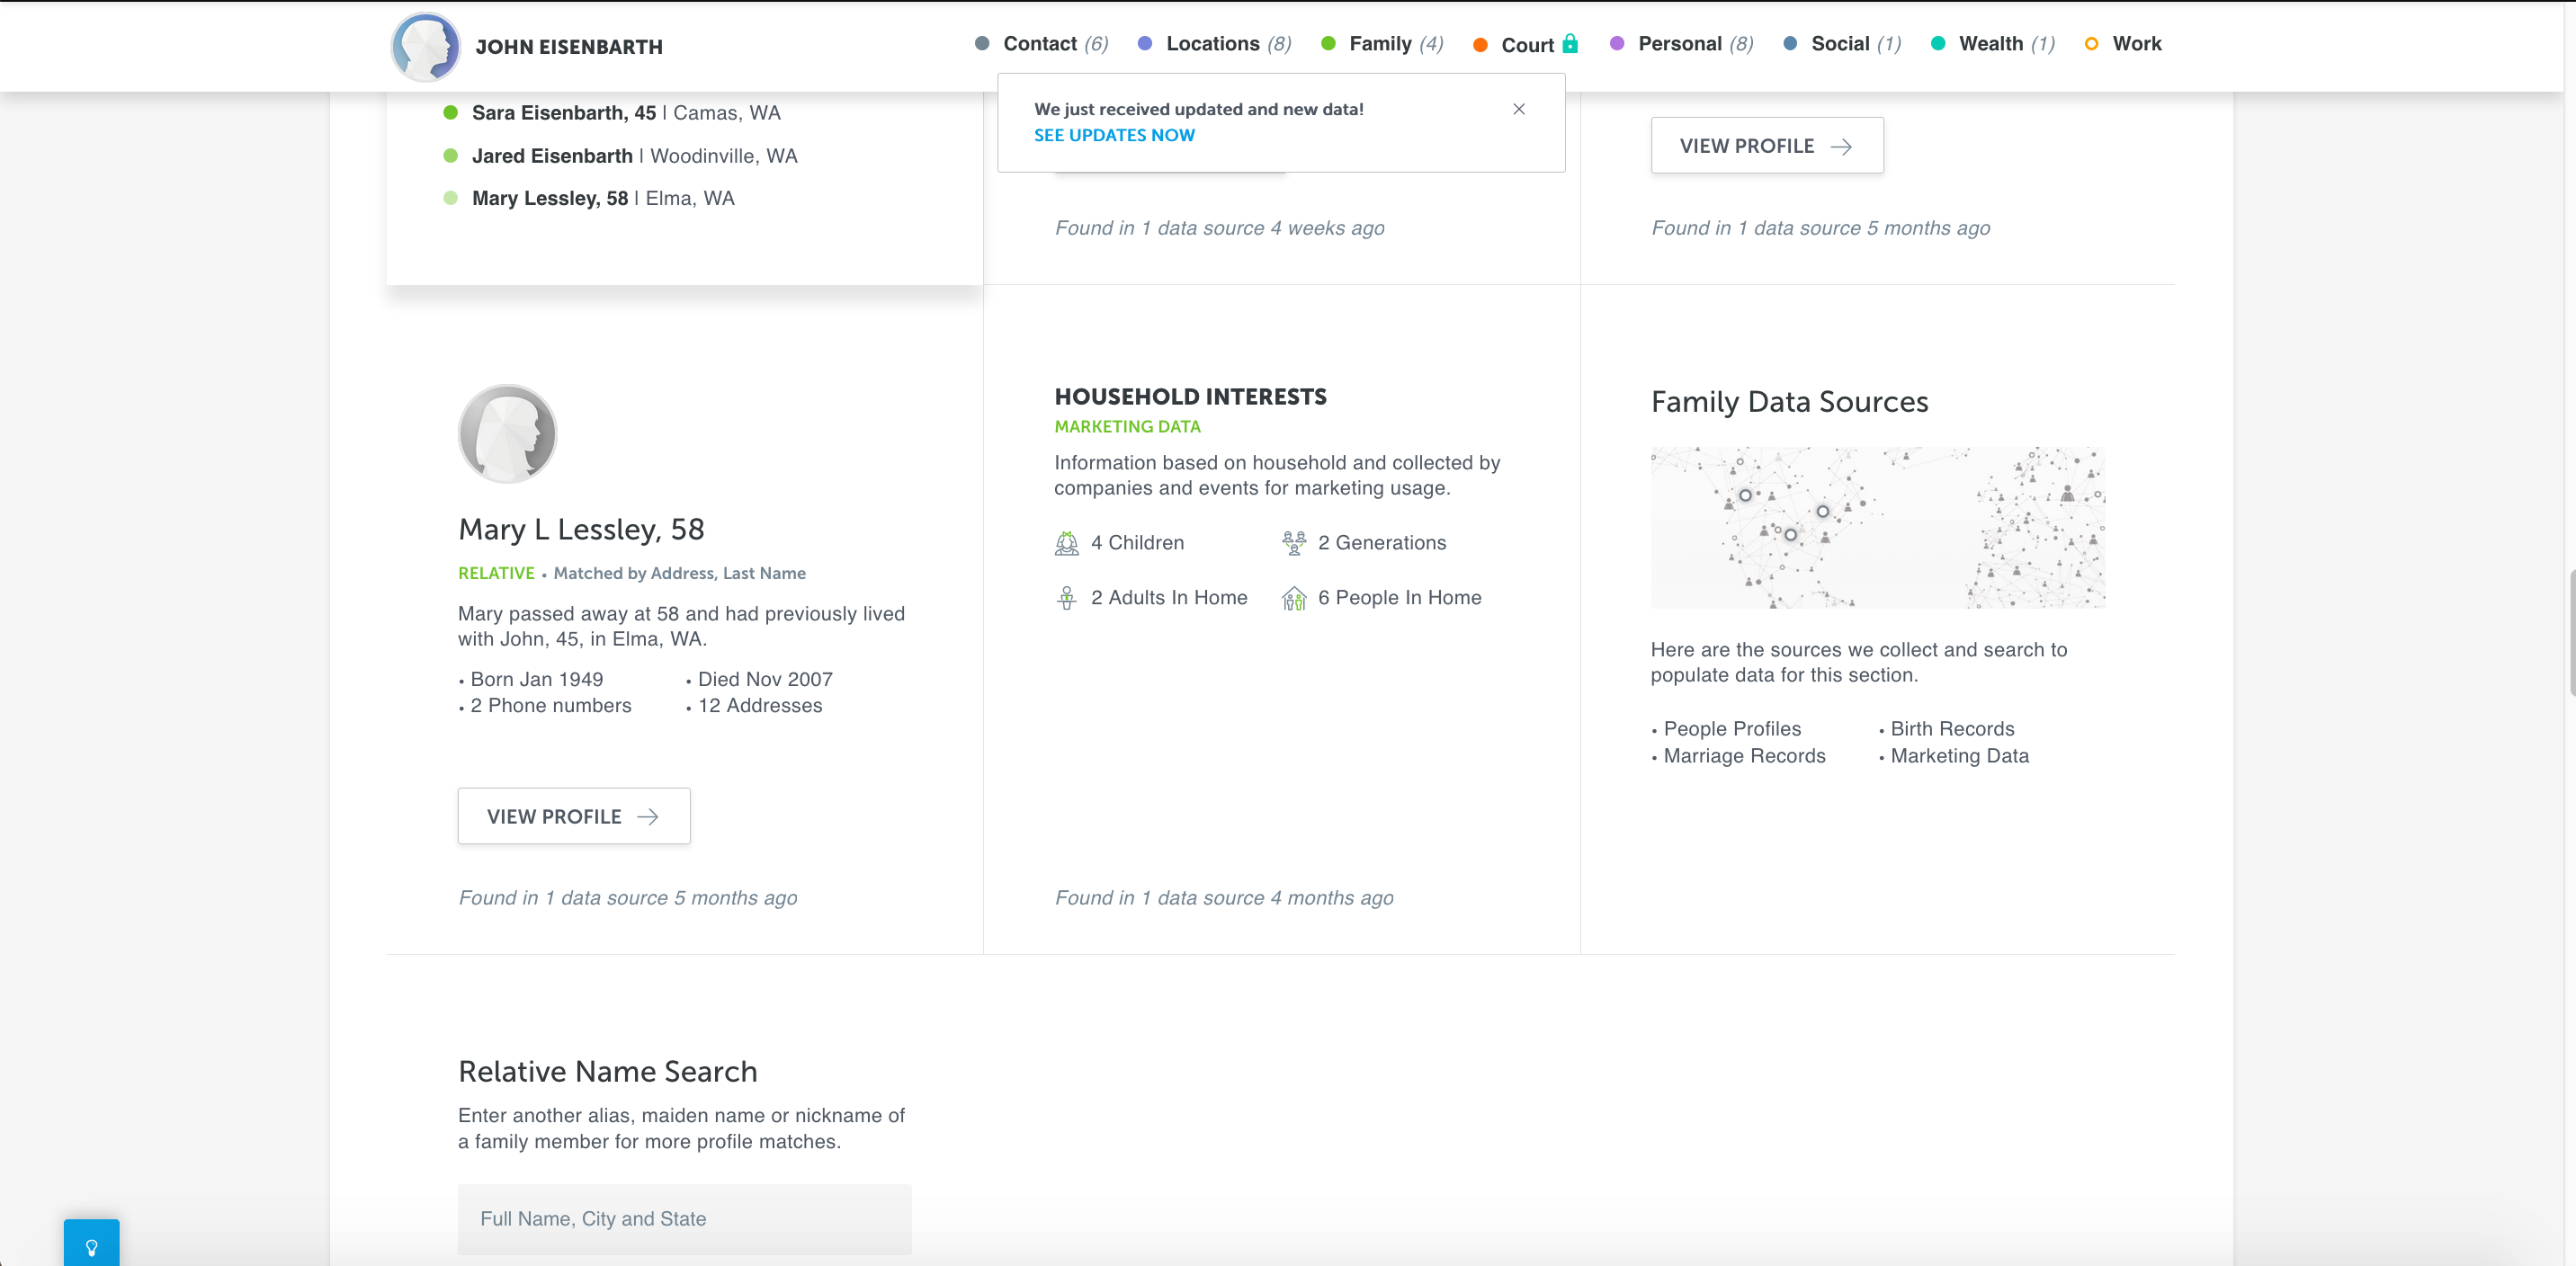 JOHN EISENBARTH
Contact (6)
Locations (8)
Family (4)
Court
Personal (8)
Social (1)
Wealth (1)
Work
We just received updated and new data!
SEE UPDATES NOW
Sara Eisenbarth, 45 | Camas, WA
Jared Eisenbarth | Woodinville, WA
Mary Lessley, 58 | Elma, WA
Found in 1 data source 4 weeks ago
VIEW PROFILE
Found in 1 data source 5 months ago
Mary L Lessley, 58
RELATIVE • Matched by Address, Last Name
Mary passed away at 58 and had previously lived
with John, 45, in Elma, WA.
• Born Jan 1949
• Died Nov 2007
• 2 Phone numbers
• 12 Addresses
VIEW PROFILE
Found in 1 data source 5 months ago
HOUSEHOLD INTERESTS
MARKETING DATA
Information based on household and collected by
companies and events for marketing usage.
4 Children
2 Generations
2 Adults In Home
6 People In Home
Found in 1 data source 4 months ago
Family Data Sources
Here are the sources we collect and search to
populate data for this section.
• People Profiles
• Birth Records
• Marriage Records
• Marketing Data
Relative Name Search
Enter another alias, maiden name or nickname of
a family member for more profile matches.
Full Name, City and State